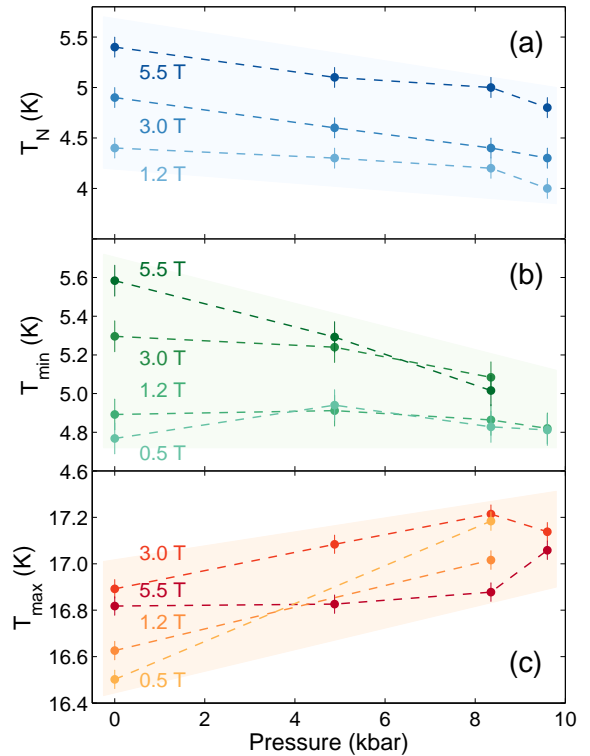 (a)
5.5
5
4.5
4
T_N (K)
5.5 T
3.0 T
1.2 T
(b)
5.6
5.4
5.2
5.0
4.8
4.6
T_min (K)
5.5 T
3.0 T
1.2 T
0.5 T
17.2
17.0
16.8
16.6
16.4
T_max (K)
3.0 T
5.5 T
1.2 T
0.5 T
(c)
0 2 4 6 8 10
Pressure (kbar)